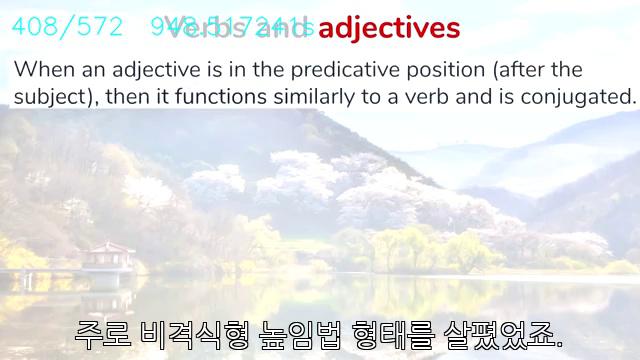 408/572 948.517241s
Verbs and adjectives
When an adjective is in the predicative position (after the
subject), then it functions similarly to a verb and is conjugated.
주로 비격식형 높임법 형태를 살폈었죠.